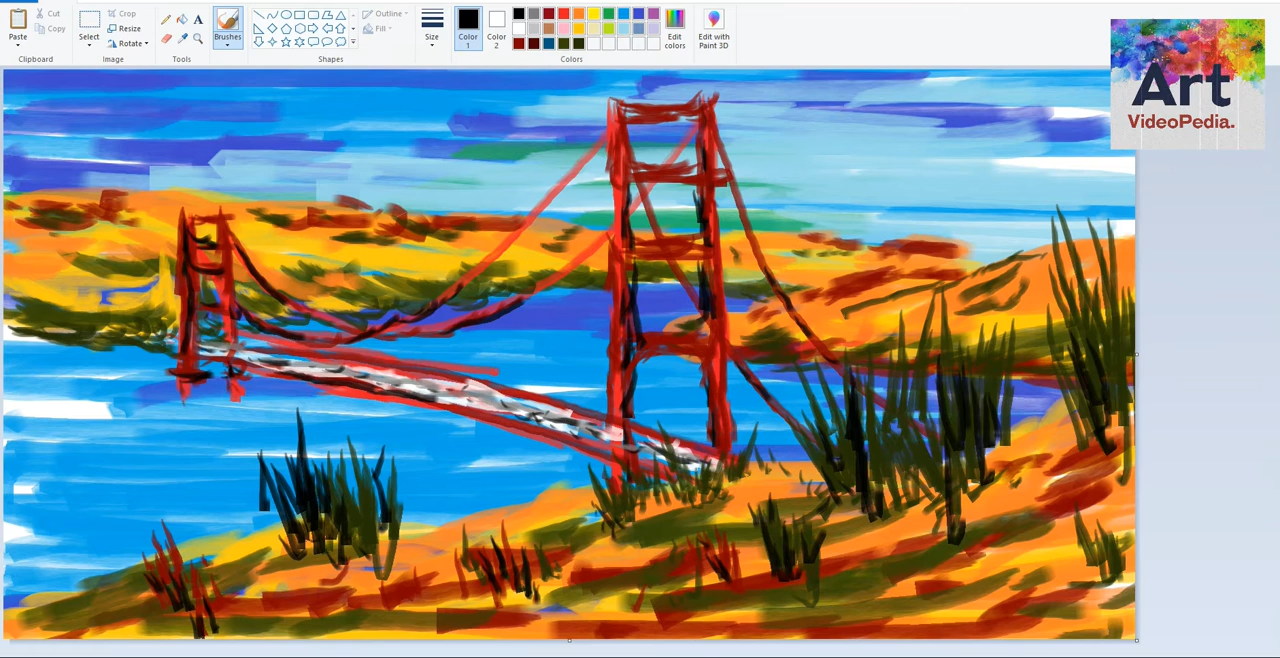 Paste
Cut
Copy
Clipboard
Select
Crop
Resize
Rotate
Image
A
Tools
Brushes
Shapes
Outline
Fill
Size
Color
1
Color
2
Colors
Edit
colors
Edit with
Paint 3D
Art
VideoPedia.